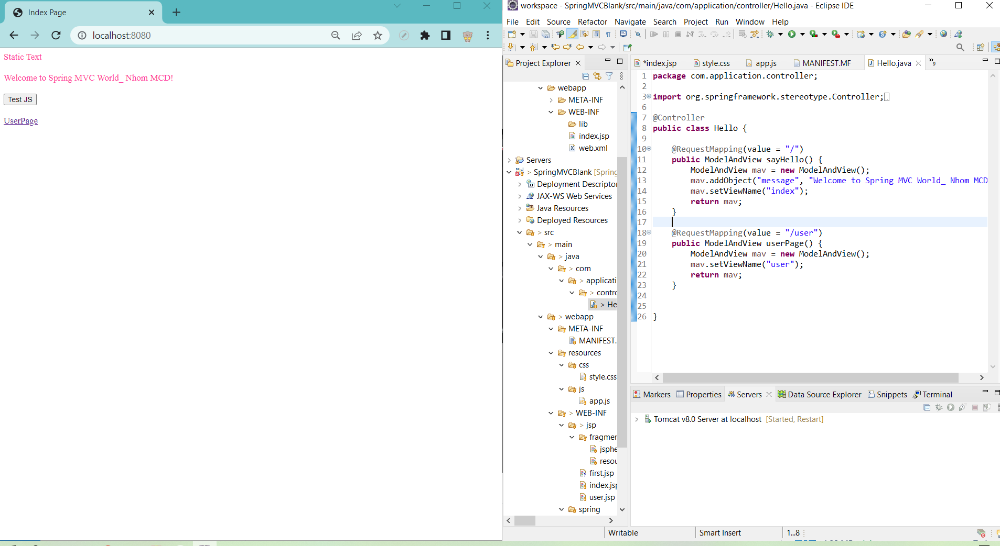 Index Page
localhost:8080
Static Text
Welcome to Spring MVC World_ Nhom MCD!
Test JS
UserPage
workspace - SpringMVCBlank/src/main/java/com/application/controller/Hello.java - Eclipse IDE
File Edit Source Refactor Navigate Search Project Run Window Help
Project Explorer
webapp
META-INF
WEB-INF
lib
index.jsp
web.xml
Servers
> SpringMVCBlank [Spring
Deployment Descriptor
JAX-WS Web Services
Java Resources
Deployed Resources
> src
> main
> java
> com
> applicati
> contro
> He
> webapp
META-INF
MANIFEST.
resources
css
style.css
js
app.js
> WEB-INF
> jsp
fragmen
jsphe
resou
first.jsp
index.jsp
user.jsp
spring
*index.jsp style.css app.js MANIFEST.MF Hello.java »9
1 package com.application.controller;
2
3 import org.springframework.stereotype.Controller;
6
7 @Controller
8 public class Hello {
9
10 @RequestMapping(value = "/")
11 public ModelAndView sayHello() {
12 ModelAndView mav = new ModelAndView();
13 mav.addObject("message", "Welcome to Spring MVC World_ Nhom MCD
14 mav.setViewName("index");
15 return mav;
16 }
17
18 @RequestMapping(value = "/user")
19 public ModelAndView userPage() {
20 ModelAndView mav = new ModelAndView();
21 mav.setViewName("user");
22 return mav;
23 }
24
25
26 }
Markers Properties Servers Data Source Explorer Snippets Terminal
Tomcat v8.0 Server at localhost [Started, Restart]
Writable Smart Insert 1...8